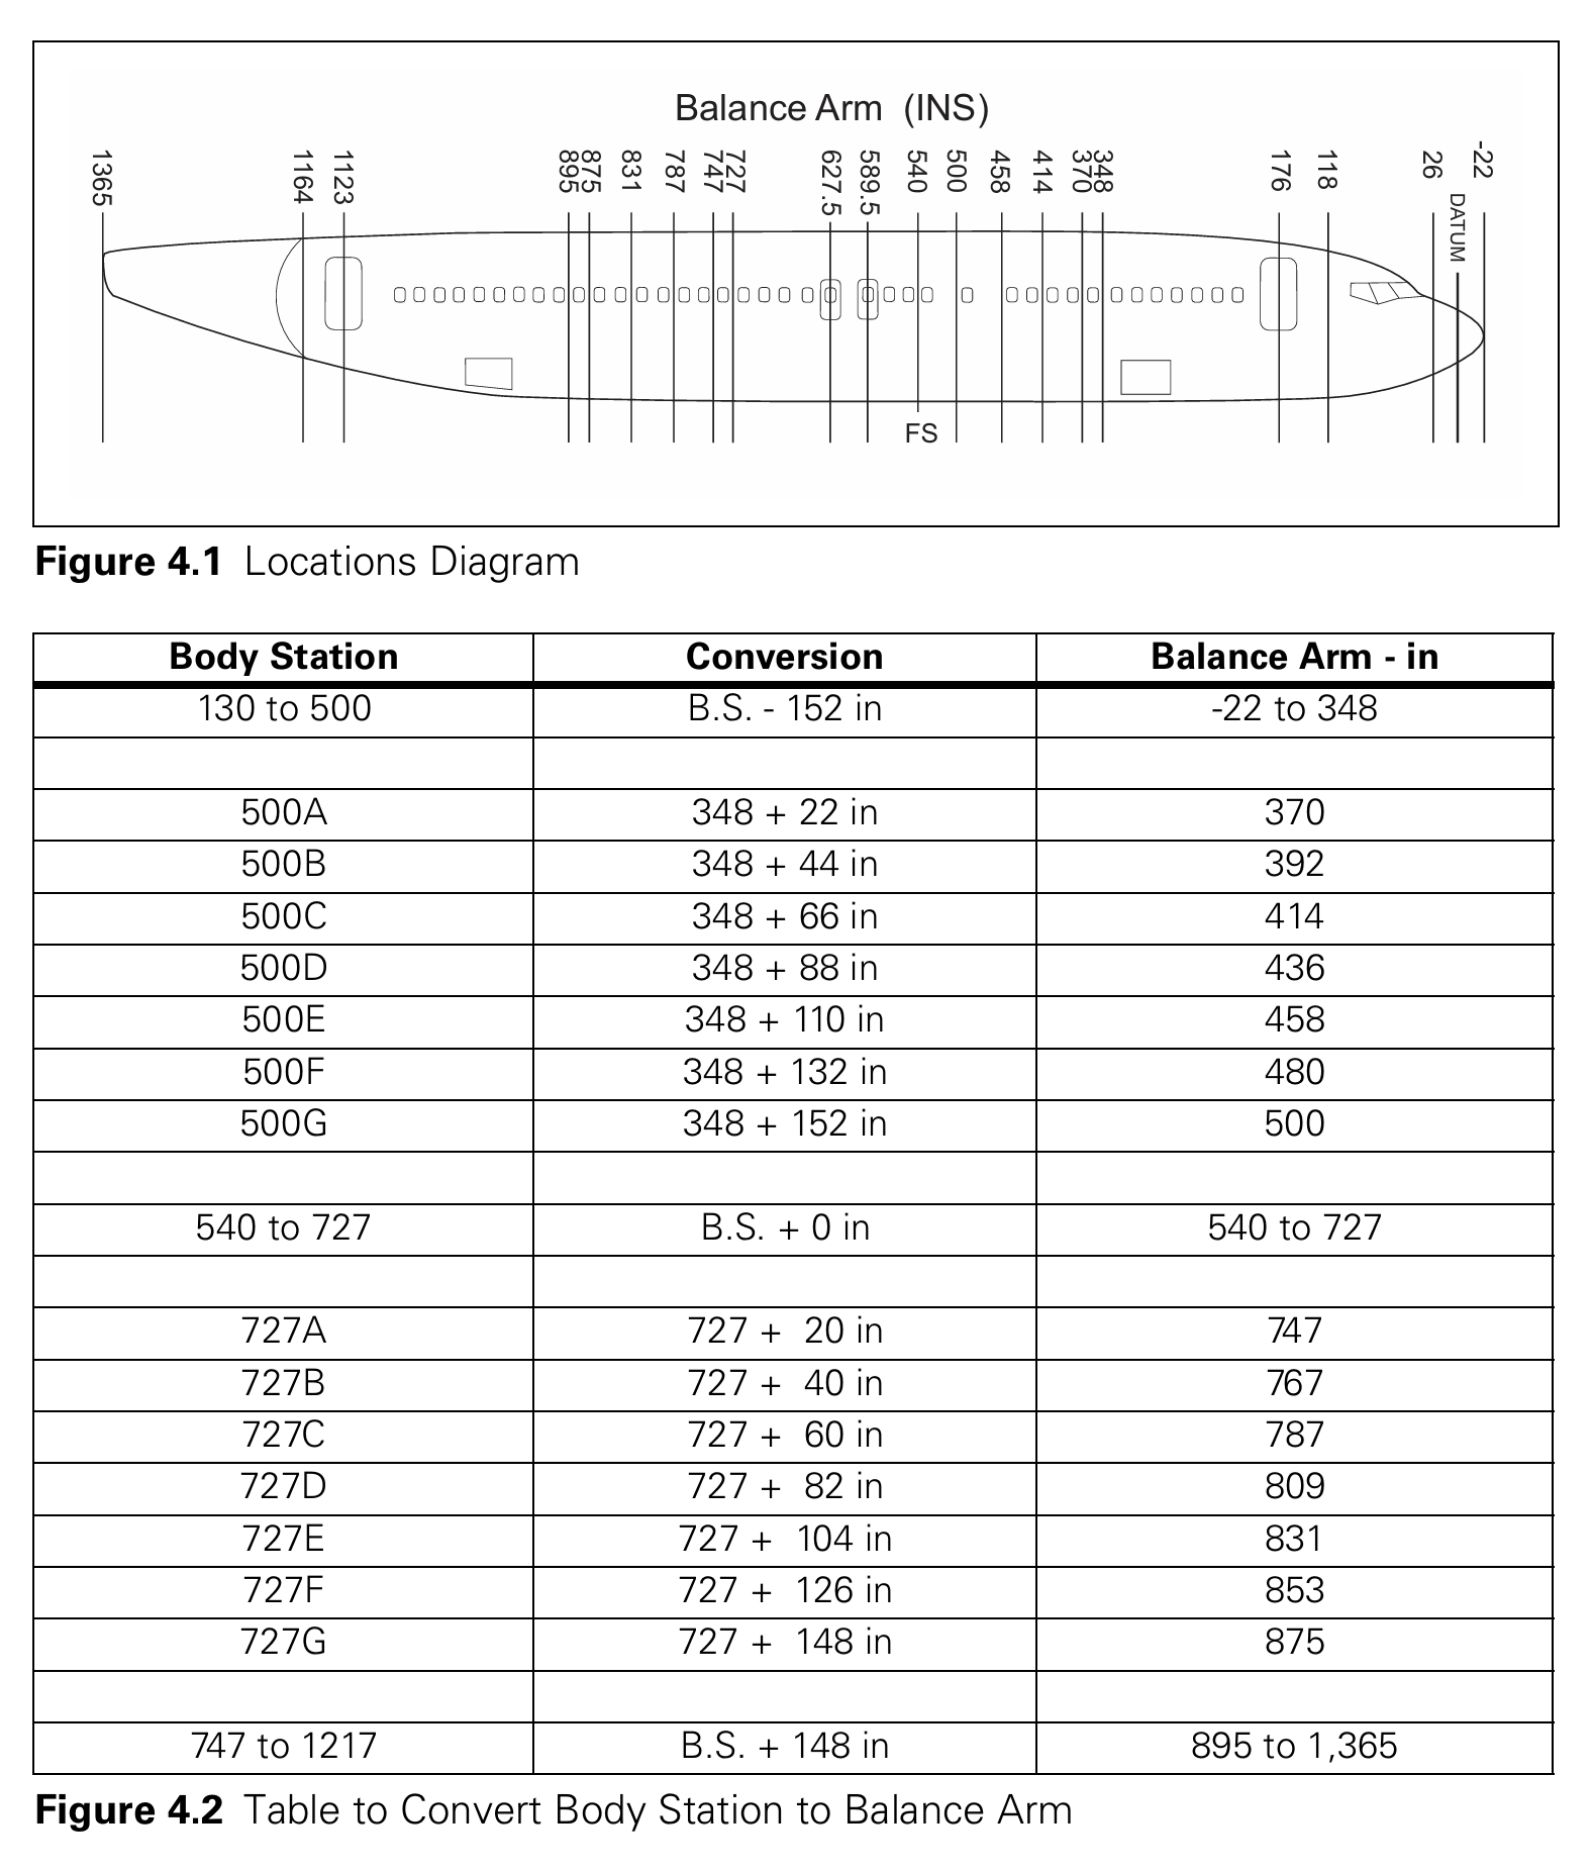 Balance Arm (INS)
1365
1164
1123
895
875
831
787
747
727
627.5
589.5
540
500
458
414
370
348
176
118
26
DATUM
-22
FS
Figure 4.1 Locations Diagram
Body Station Conversion Balance Arm - in
130 to 500 B.S. - 152 in -22 to 348
500A 348 + 22 in 370
500B 348 + 44 in 392
500C 348 + 66 in 414
500D 348 + 88 in 436
500E 348 + 110 in 458
500F 348 + 132 in 480
500G 348 + 152 in 500
540 to 727 B.S. + 0 in 540 to 727
727A 727 + 20 in 747
727B 727 + 40 in 767
727C 727 + 60 in 787
727D 727 + 82 in 809
727E 727 + 104 in 831
727F 727 + 126 in 853
727G 727 + 148 in 875
747 to 1217 B.S. + 148 in 895 to 1,365
Figure 4.2 Table to Convert Body Station to Balance Arm